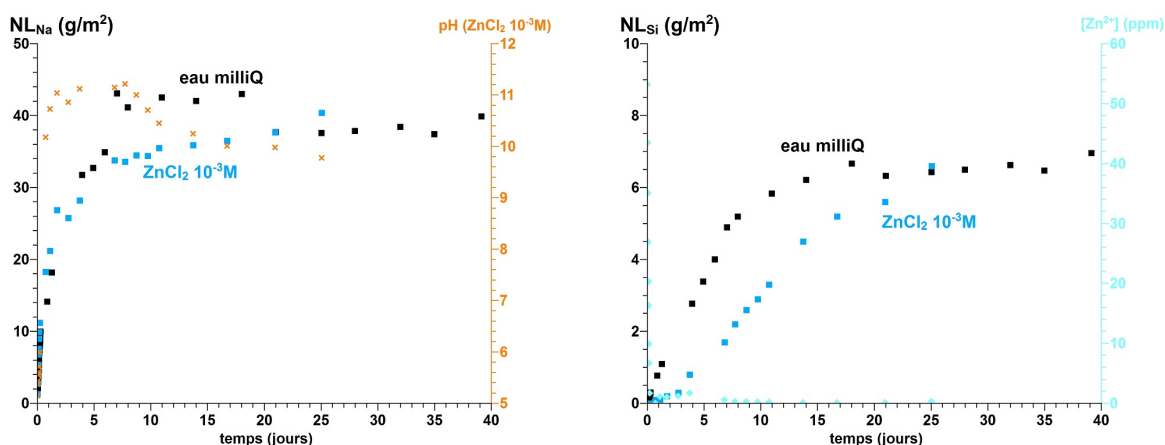 NL_Na (g/m²)
pH (ZnCl₂ 10⁻³M)
50
40
30
20
10
0
eau milliQ
ZnCl₂ 10⁻³M
12
11
10
9
8
7
6
5
0 5 10 15 20 25 30 35 40
temps (jours)
NL_Si (g/m²)
[Zn²⁺] (ppm)
10
8
6
4
2
0
eau milliQ
ZnCl₂ 10⁻³M
60
50
40
30
20
10
0
0 5 10 15 20 25 30 35 40
temps (jours)